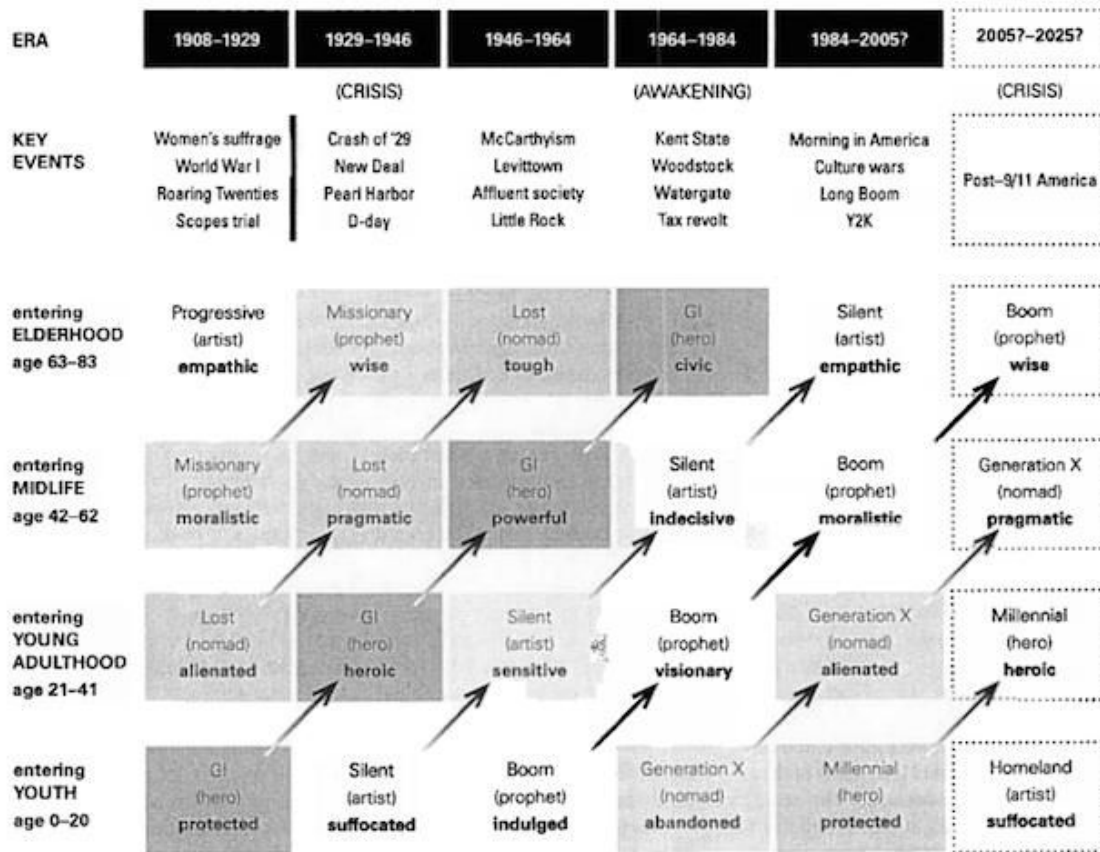 ERA 1908–1929 1929–1946 1946–1964 1964–1984 1984–2005? 2005?–2025?
(CRISIS) (AWAKENING) (CRISIS)
KEY Women's suffrage Crash of '29 McCarthyism Kent State Morning in America
EVENTS World War I New Deal Levittown Woodstock Culture wars Post–9/11 America
Roaring Twenties Pearl Harbor Affluent society Watergate Long Boom
Scopes trial D-day Little Rock Tax revolt Y2K
entering Progressive Missionary Lost GI Silent Boom
ELDERHOOD (artist) (prophet) (nomad) (hero) (artist) (prophet)
age 63–83 empathic wise tough civic empathic wise
entering Missionary Lost GI Silent Boom Generation X
MIDLIFE (prophet) (nomad) (hero) (artist) (prophet) (nomad)
age 42–62 moralistic pragmatic powerful indecisive moralistic pragmatic
entering Lost GI Silent Boom Generation X Millennial
YOUNG (nomad) (hero) (artist) (prophet) (nomad) (hero)
ADULTHOOD alienated heroic sensitive visionary alienated heroic
age 21–41
entering GI Silent Boom Generation X Millennial Homeland
YOUTH (hero) (artist) (prophet) (nomad) (hero) (artist)
age 0–20 protected suffocated indulged abandoned protected suffocated